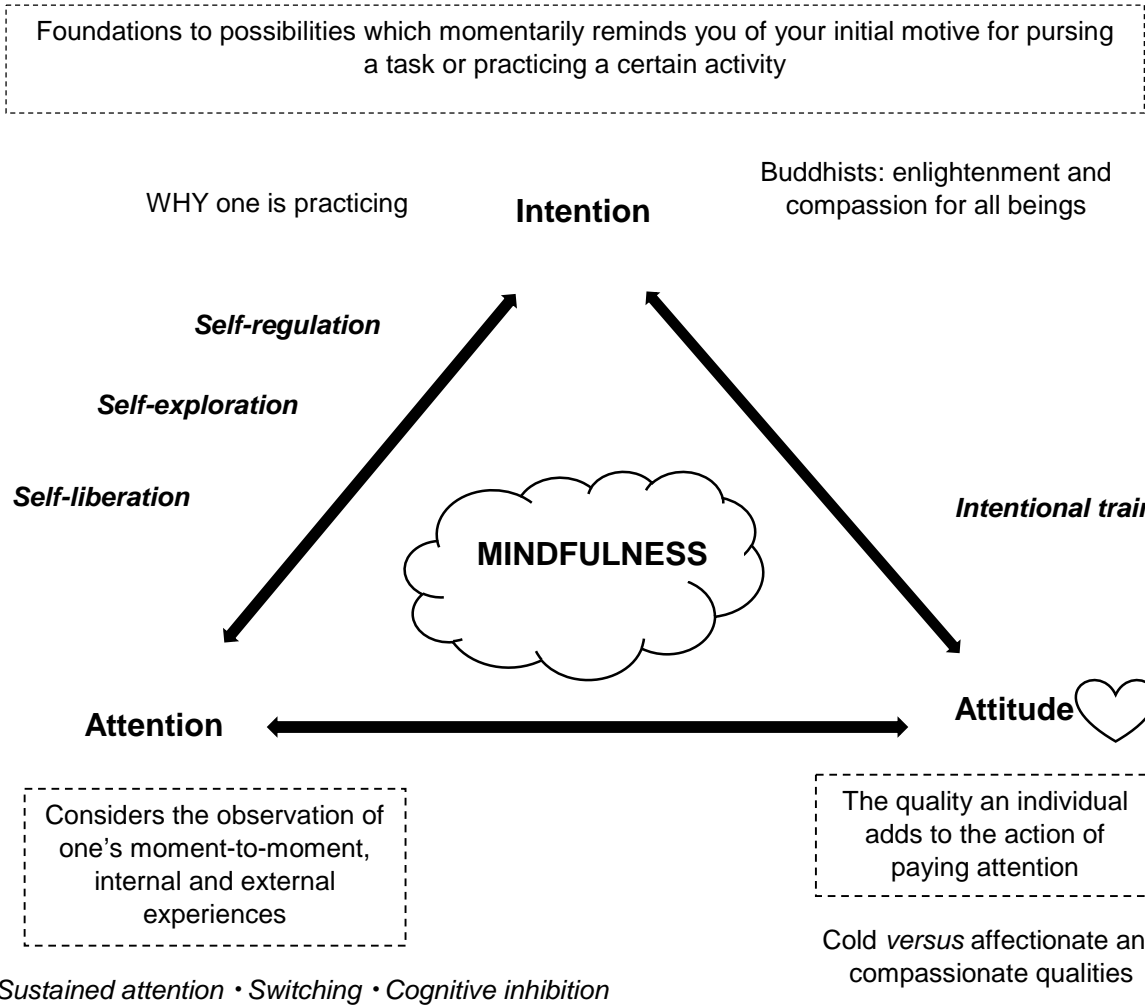 Foundations to possibilities which momentarily reminds you of your initial motive for pursing
a task or practicing a certain activity
WHY one is practicing
Intention
Buddhists: enlightenment and
compassion for all beings
Self-regulation
Self-exploration
Self-liberation
Intentional train
MINDFULNESS
Attention
Attitude
Considers the observation of
one’s moment-to-moment,
internal and external
experiences
The quality an individual
adds to the action of
paying attention
Cold versus affectionate an
compassionate qualities
Sustained attention・Switching・Cognitive inhibition